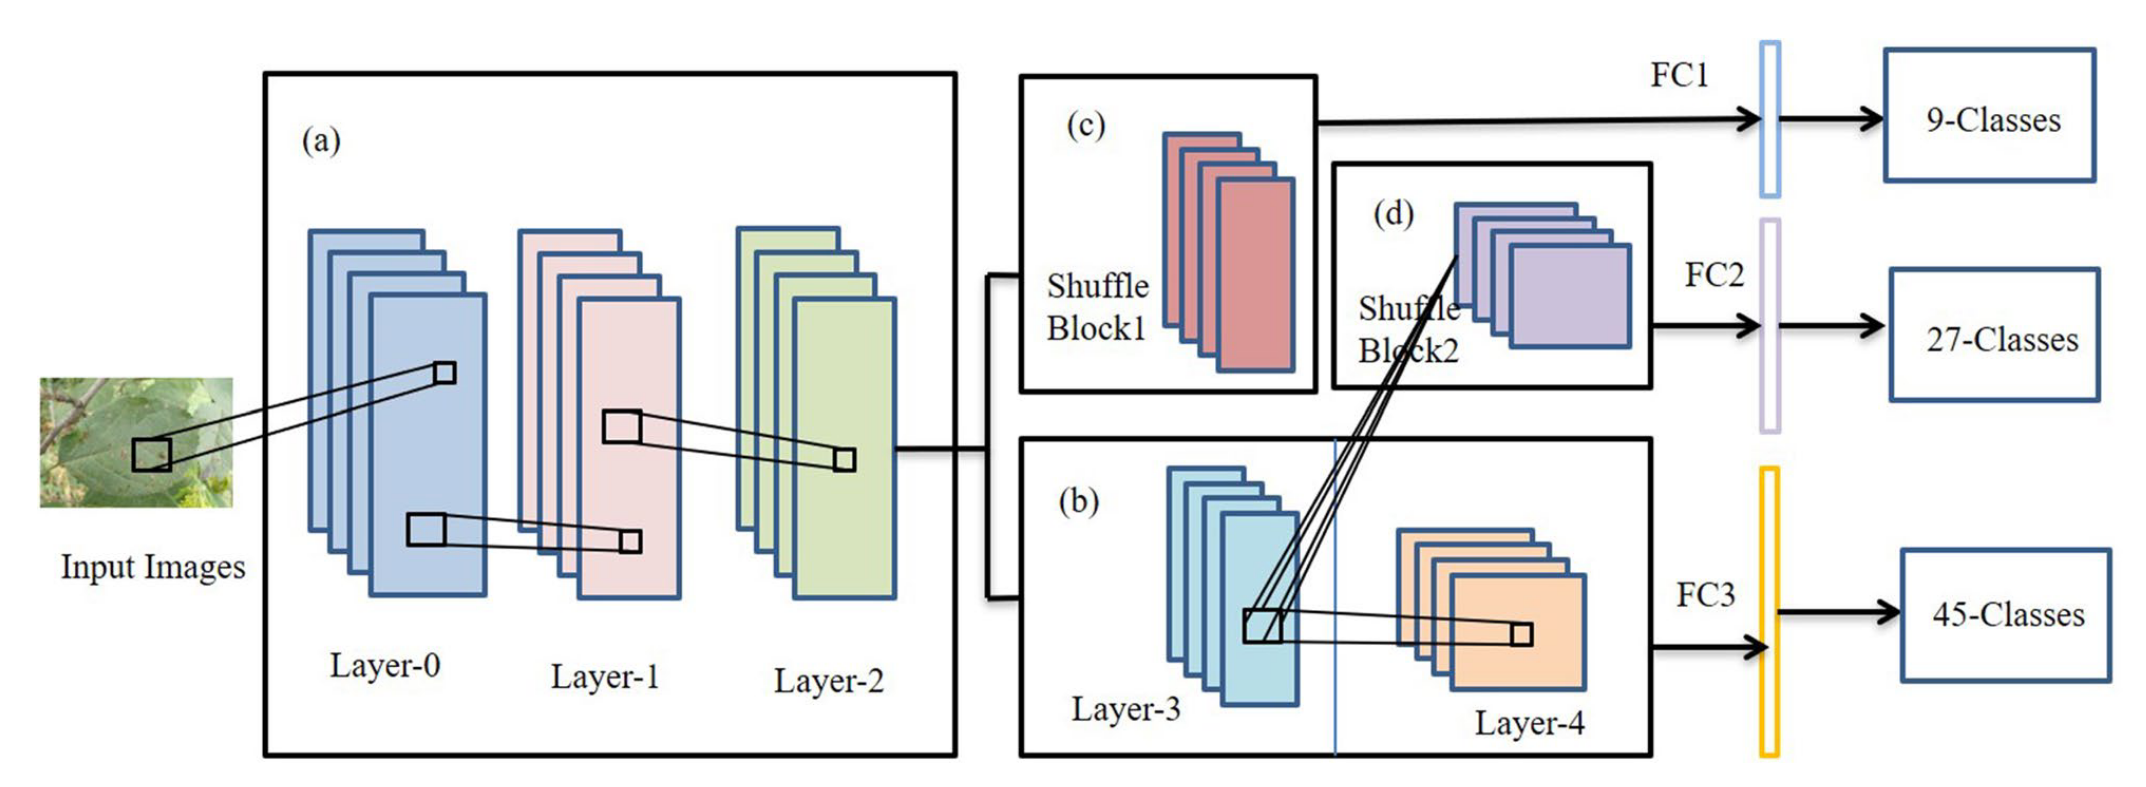 (a)
Input Images
Layer-0
Layer-1
Layer-2
(c)
Shuffle
Block1
(d)
Shuffle
Block2
(b)
Layer-3
Layer-4
FC1
9-Classes
FC2
27-Classes
FC3
45-Classes